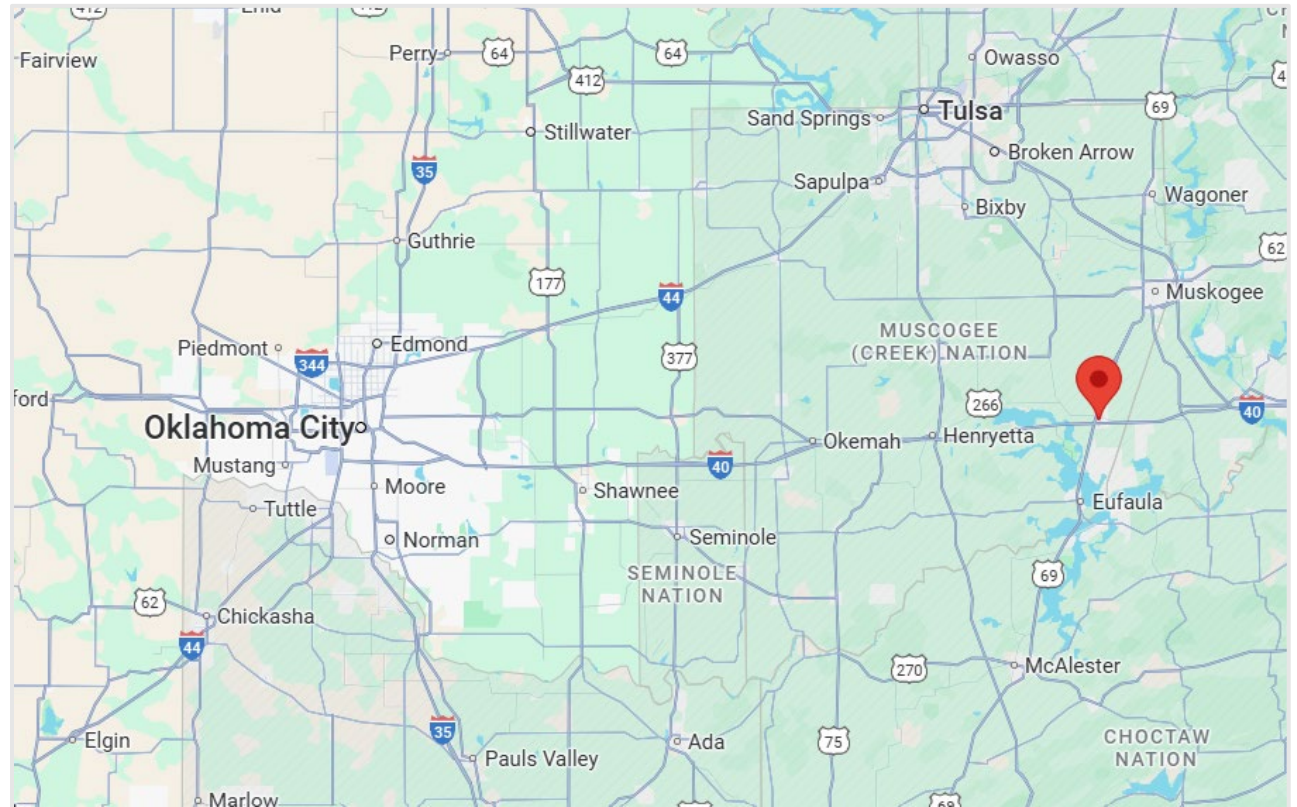 412
Enid
412
Fairview
Perry
64
64
412
Owasso
69
Sand Springs
Tulsa
Stillwater
Broken Arrow
35
Sapulpa
Wagoner
Bixby
Guthrie
62
177
44
Muskogee
MUSCOGEE
(CREEK) NATION
Piedmont
344
Edmond
377
266
40
Oklahoma City
Okemah
Henryetta
Mustang
40
Moore
Shawnee
Eufaula
Tuttle
Norman
Seminole
SEMINOLE
NATION
69
62
Chickasha
44
270
McAlester
35
Elgin
Pauls Valley
Ada
75
CHOCTAW
NATION
Marlow